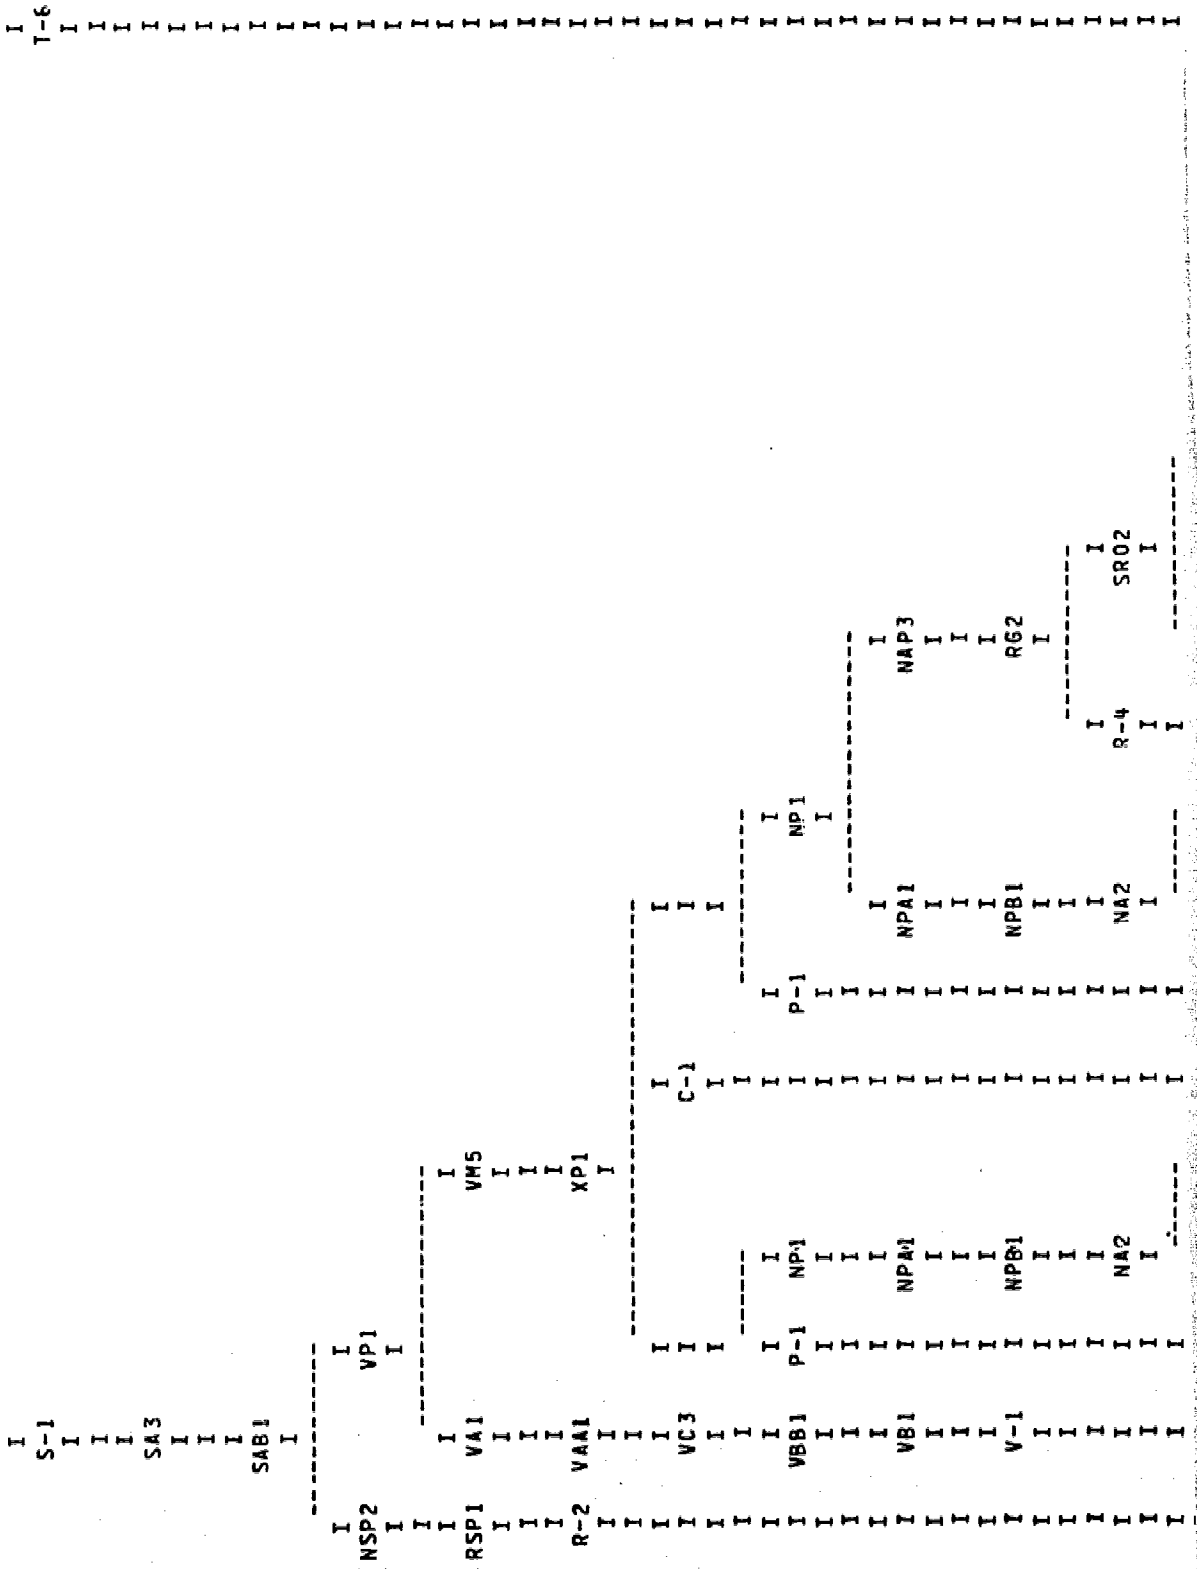 S-1 T-6
SA3
SAB1
NSP2 VP1
RSP1 VA1 VM5
R-2 VAA1 XP1
VC3 C-1
VBB1 P-1 NP1 P-1 NP1
VB1 NPA1 NPA1 NAP3
V-1 NPB1 NPB1 RG2
NA2 NA2 R-4 SRO2